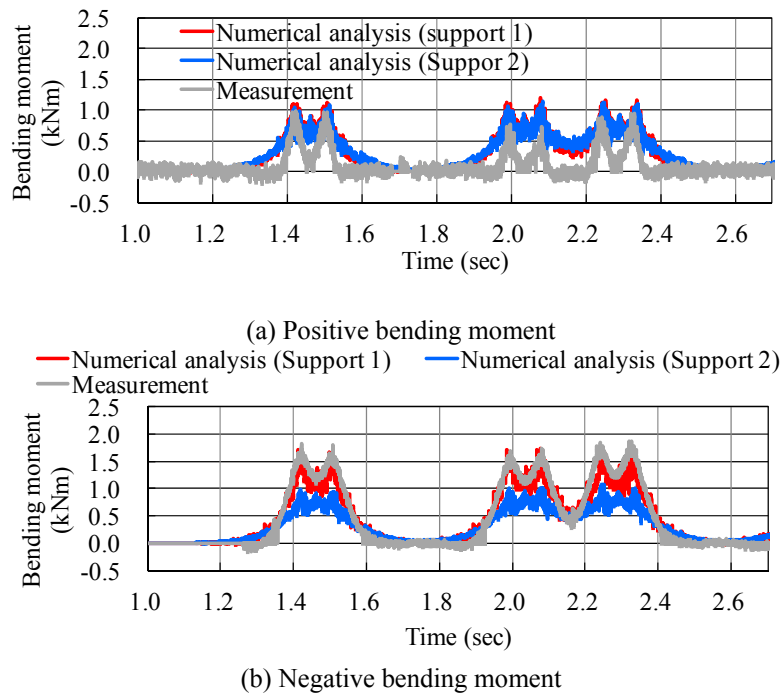 2.5
Numerical analysis (support 1)
2.0
Numerical analysis (Suppor 2)
1.5
Measurement
1.0
0.5
0.0
-0.5
Bending moment
(kNm)
1.0 1.2 1.4 1.6 1.8 2.0 2.2 2.4 2.6
Time (sec)
(a) Positive bending moment
Numerical analysis (Support 1) Numerical analysis (Support 2)
Measurement
2.5
2.0
1.5
1.0
0.5
0.0
-0.5
Bending moment
(kNm)
1.0 1.2 1.4 1.6 1.8 2.0 2.2 2.4 2.6
Time (sec)
(b) Negative bending moment